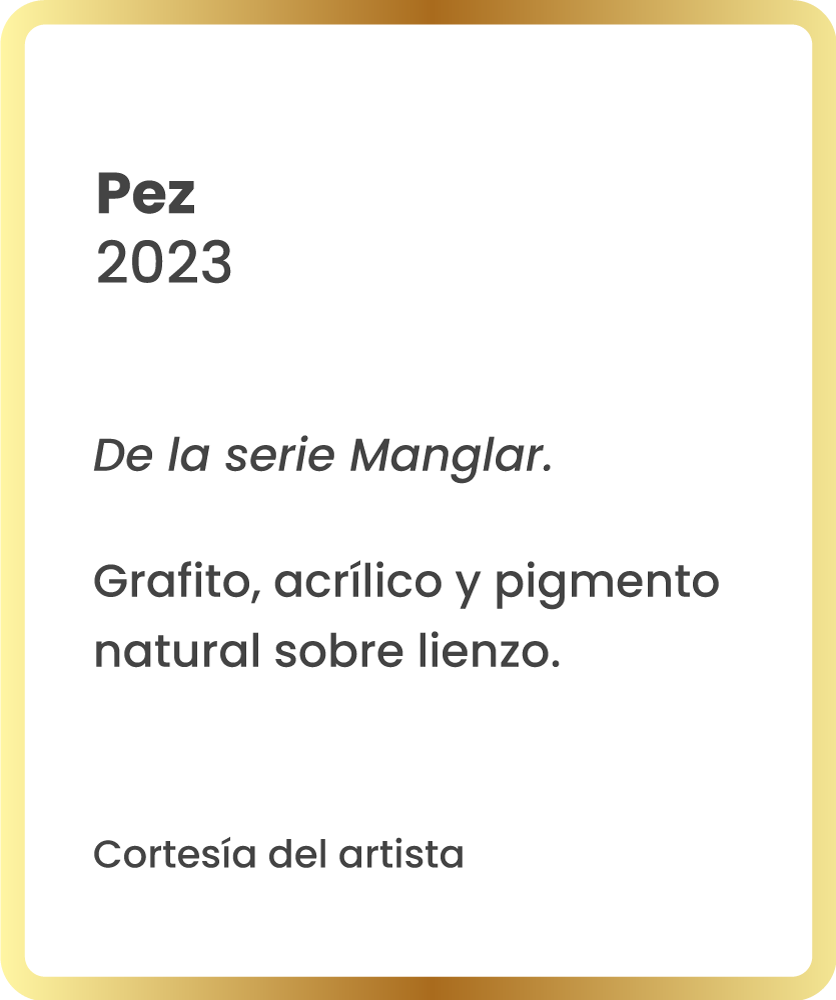 Pez
2023
De la serie Manglar.
Grafito, acrílico y pigmento
natural sobre lienzo.
Cortesía del artista